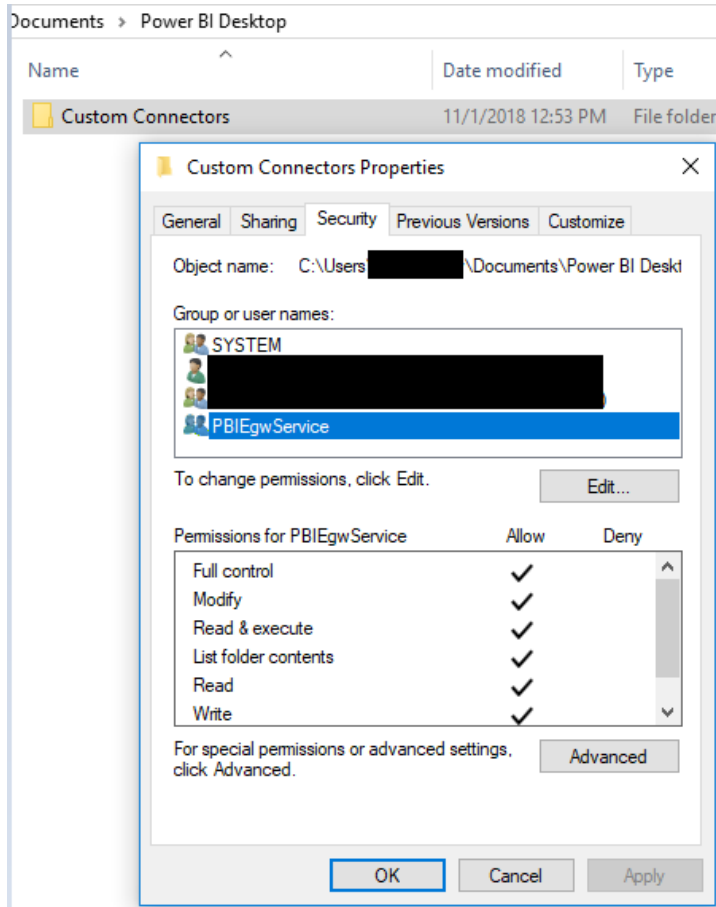 Documents > Power BI Desktop
Name Date modified Type
Custom Connectors 11/1/2018 12:53 PM File folder
Custom Connectors Properties
General Sharing Security Previous Versions Customize
Object name: C:\Users\ \Documents\Power BI Deskt
Group or user names:
SYSTEM
PBIEgwService
To change permissions, click Edit.
Edit...
Permissions for PBIEgwService Allow Deny
Full control
Modify
Read & execute
List folder contents
Read
Write
For special permissions or advanced settings,
click Advanced.
Advanced
OK Cancel Apply